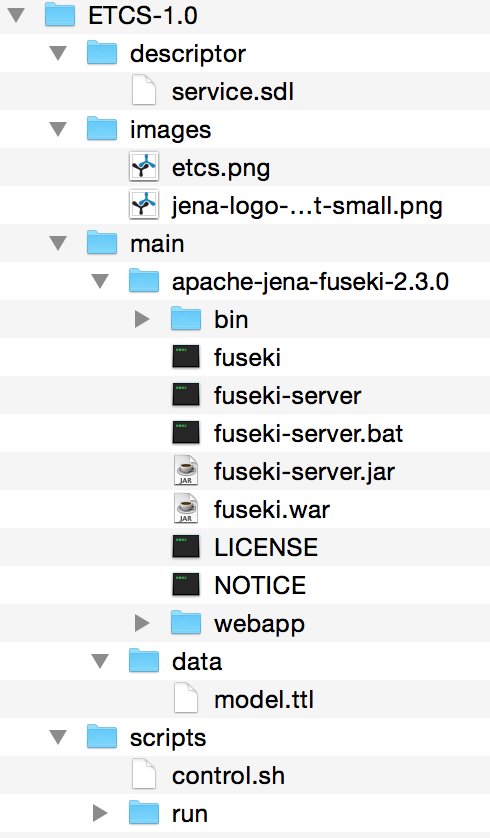 ETCS-1.0
descriptor
service.sdl
images
etcs.png
jena-logo-...t-small.png
main
apache-jena-fuseki-2.3.0
bin
fuseki
fuseki-server
fuseki-server.bat
fuseki-server.jar
JAR
fuseki.war
JAR
LICENSE
NOTICE
webapp
data
model.ttl
scripts
control.sh
run